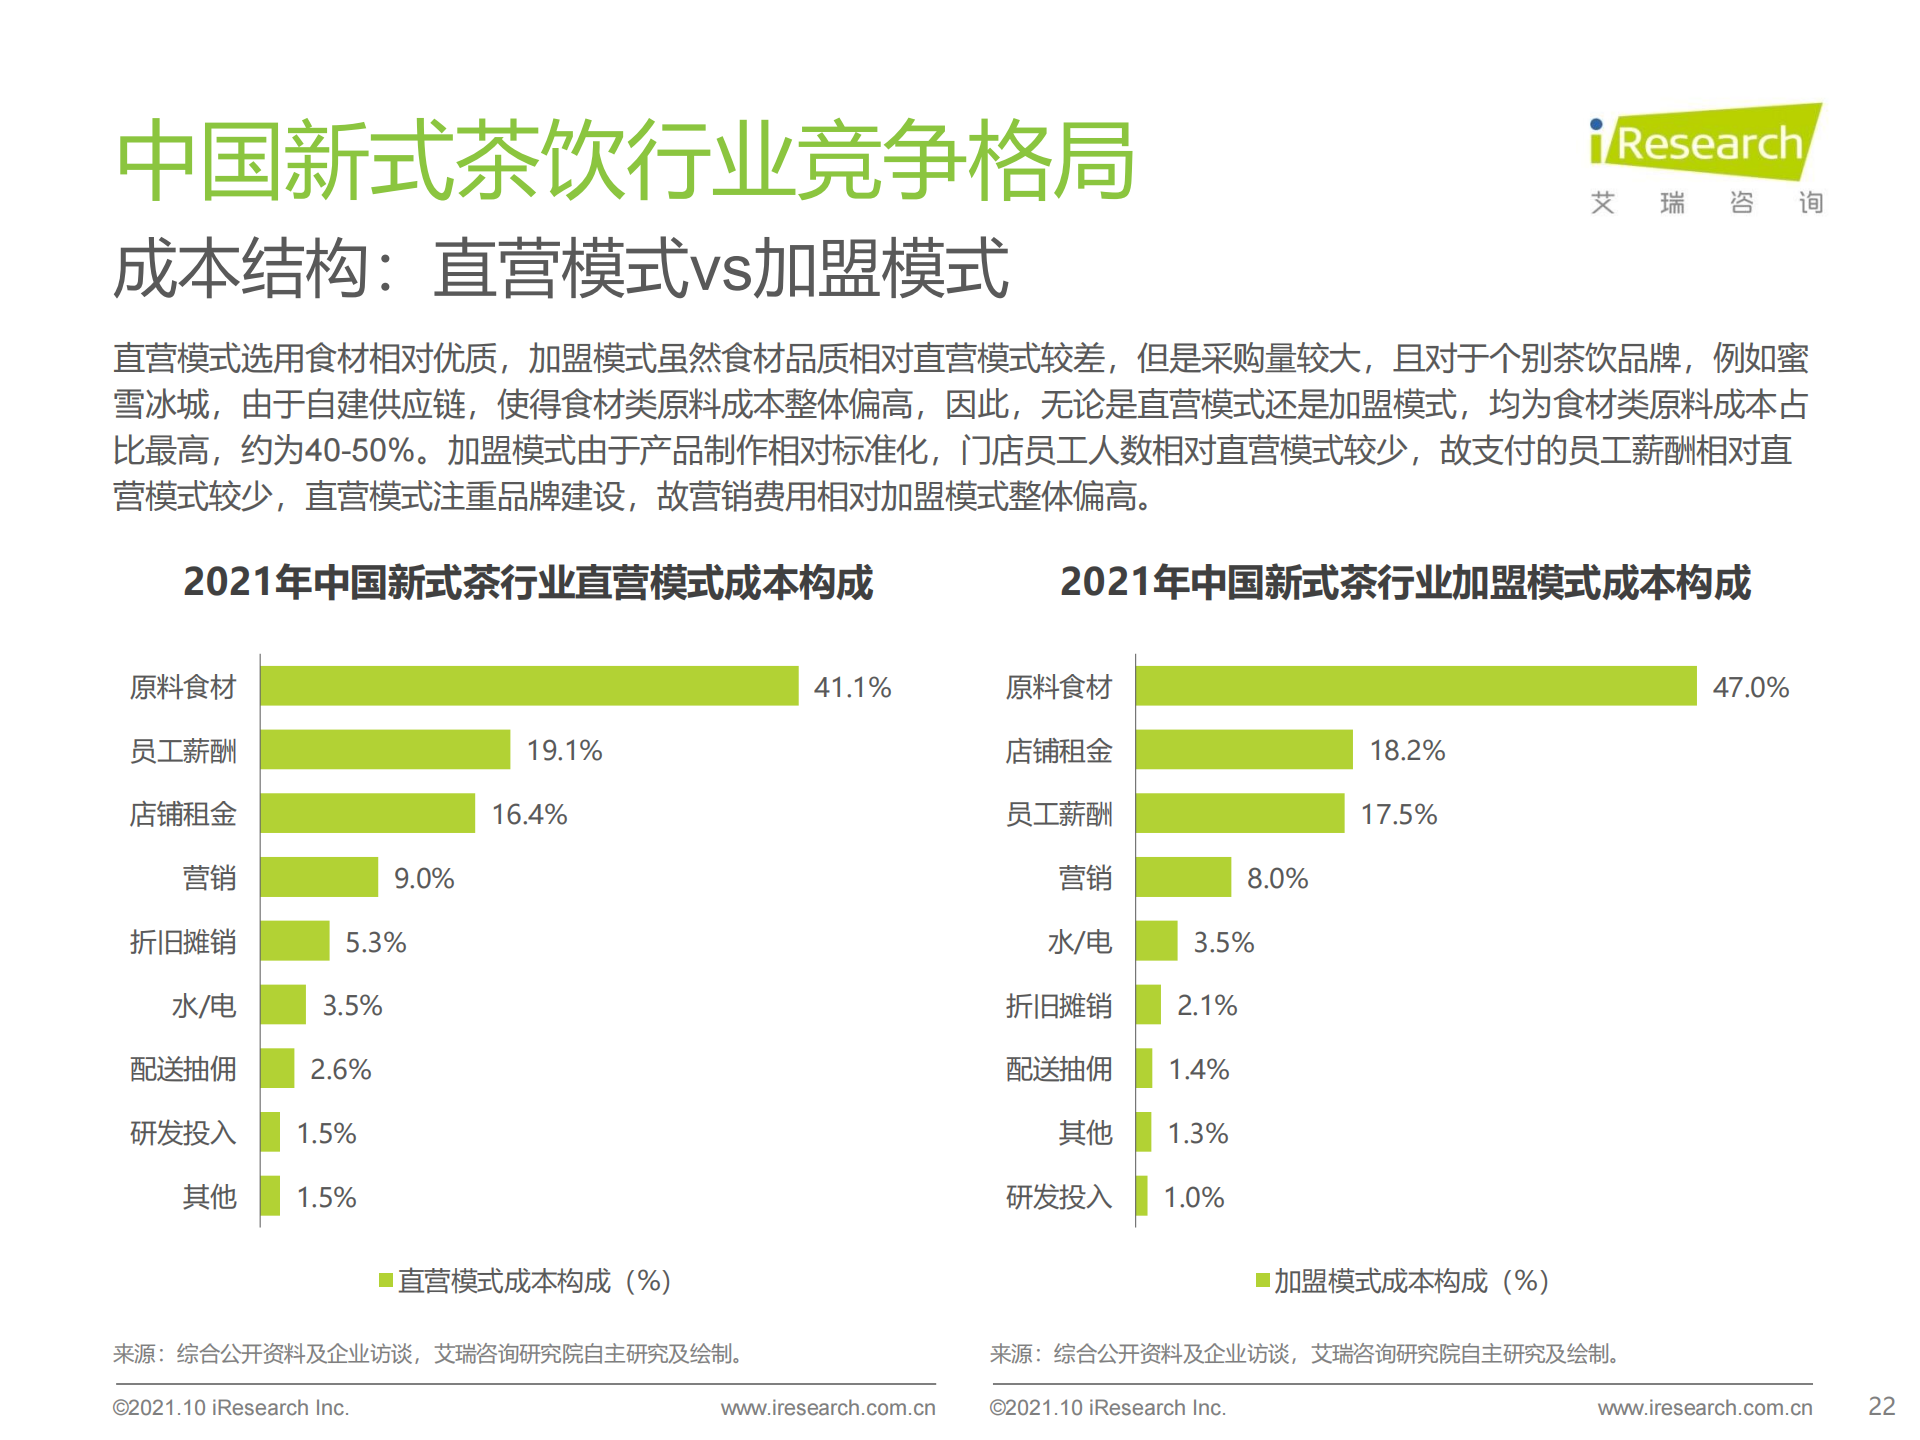 中国新式茶饮行业竞争格局
iResearch
艾瑞咨询
成本结构：直营模式vs加盟模式
直营模式选用食材相对优质，加盟模式虽然食材品质相对直营模式较差，但是采购量较大，且对于个别茶饮品牌，例如蜜
雪冰城，由于自建供应链，使得食材类原料成本整体偏高，因此，无论是直营模式还是加盟模式，均为食材类原料成本占
比最高，约为40-50%。加盟模式由于产品制作相对标准化，门店员工人数相对直营模式较少，故支付的员工薪酬相对直
营模式较少，直营模式注重品牌建设，故营销费用相对加盟模式整体偏高。
2021年中国新式茶行业直营模式成本构成
原料食材 41.1%
员工薪酬 19.1%
店铺租金 16.4%
营销 9.0%
折旧摊销 5.3%
水/电 3.5%
配送抽佣 2.6%
研发投入 1.5%
其他 1.5%
直营模式成本构成（%）
来源：综合公开资料及企业访谈，艾瑞咨询研究院自主研究及绘制。
©2021.10 iResearch Inc. www.iresearch.com.cn
2021年中国新式茶行业加盟模式成本构成
原料食材 47.0%
店铺租金 18.2%
员工薪酬 17.5%
营销 8.0%
水/电 3.5%
折旧摊销 2.1%
配送抽佣 1.4%
其他 1.3%
研发投入 1.0%
加盟模式成本构成（%）
来源：综合公开资料及企业访谈，艾瑞咨询研究院自主研究及绘制。
©2021.10 iResearch Inc. www.iresearch.com.cn
22